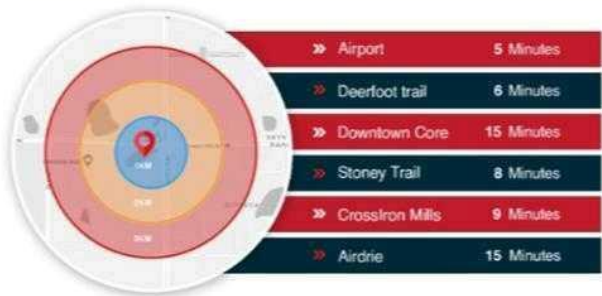 Airport 5 Minutes
Deerfoot trail 6 Minutes
Downtown Core 15 Minutes
Stoney Trail 8 Minutes
CrossIron Mills 9 Minutes
Airdrie 15 Minutes